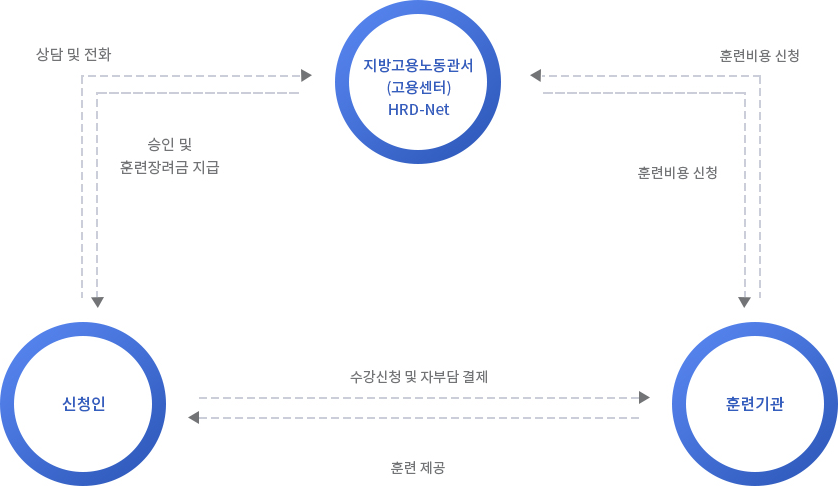 상담 및 전화
지방고용노동관서
(고용센터)
HRD-Net
훈련비용 신청
승인 및
훈련장려금 지급
훈련비용 신청
신청인
수강신청 및 자부담 결제
훈련 제공
훈련기관